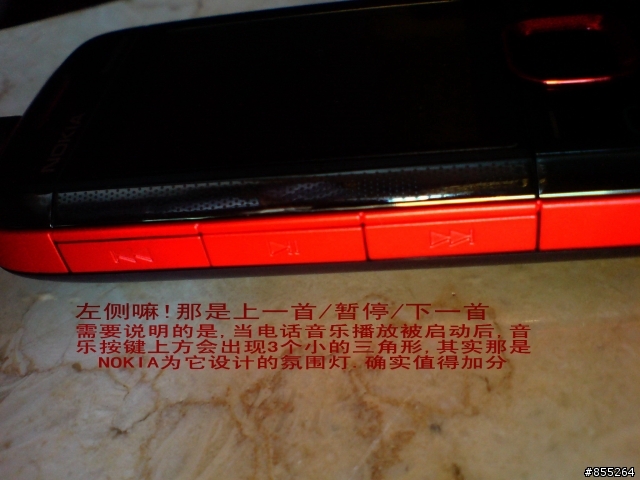 NOKIA
左侧嘛!那是上一首/暂停/下一首
需要说明的是,当电话音乐播放被启动后,音
乐按键上方会出现3个小的三角形,其实那是
NOKIA为它设计的氛围灯.确实值得加分
#855264